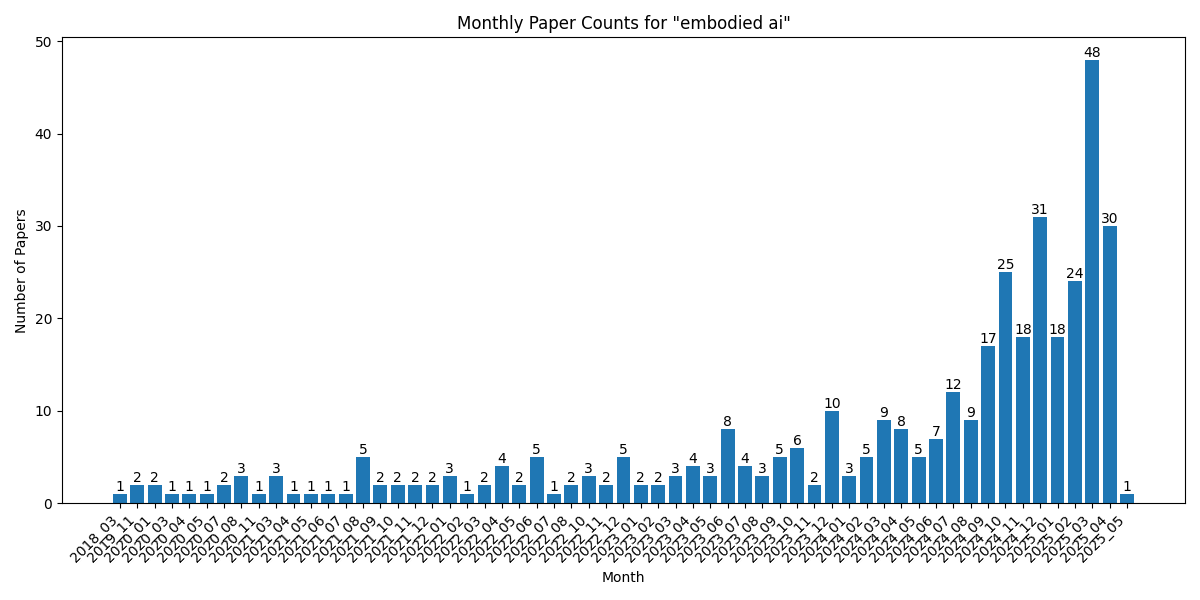 Monthly Paper Counts for "embodied ai"
Number of Papers
50
40
30
20
10
0
1 2 2 1 1 1 2 3 1 3 1 1 1 1 5 2 2 2 2 3 1 2 4 2 5 1 2 3 2 5 2 2 3 4 3 8 4 3 5 6 2 10 3 5 9 8 5 7 12 9 17 25 18 31 18 24 48 30 1
2018_03 2019_11 2020_01 2020_03 2020_04 2020_05 2020_07 2020_08 2020_11 2021_03 2021_04 2021_05 2021_06 2021_07 2021_08 2021_09 2021_10 2021_11 2021_12 2022_01 2022_02 2022_03 2022_04 2022_05 2022_06 2022_07 2022_08 2022_10 2022_11 2022_12 2023_01 2023_02 2023_03 2023_04 2023_05 2023_06 2023_07 2023_08 2023_09 2023_10 2023_11 2023_12 2024_01 2024_02 2024_03 2024_04 2024_05 2024_06 2024_07 2024_08 2024_09 2024_10 2024_11 2024_12 2025_01 2025_02 2025_03 2025_04 2025_05
Month